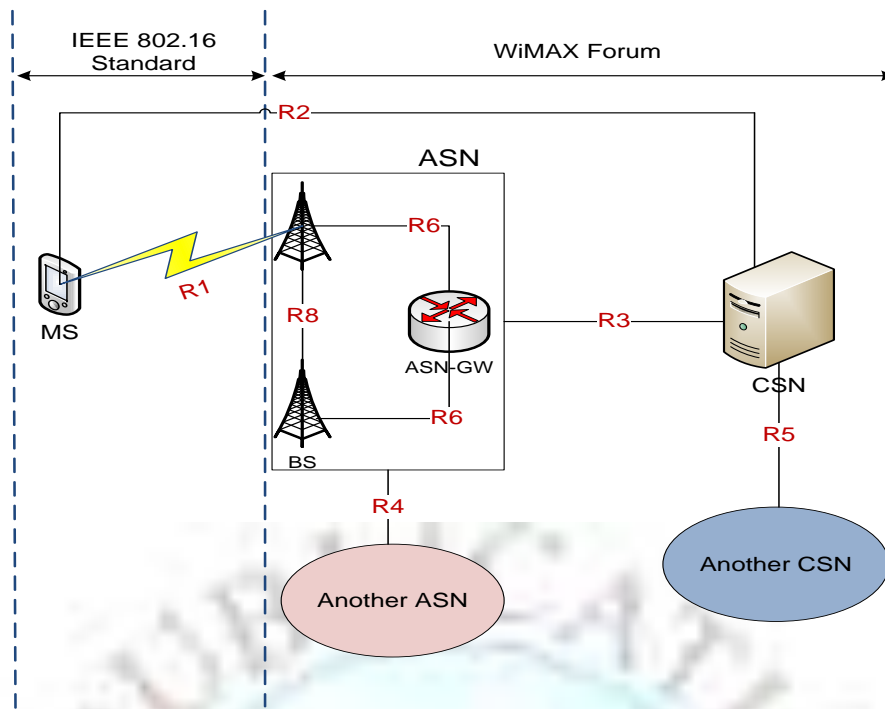 IEEE 802.16
Standard
WiMAX Forum
R2
ASN
R6
R1
R8
R3
MS
ASN-GW
CSN
R6
R5
BS
R4
Another CSN
Another ASN